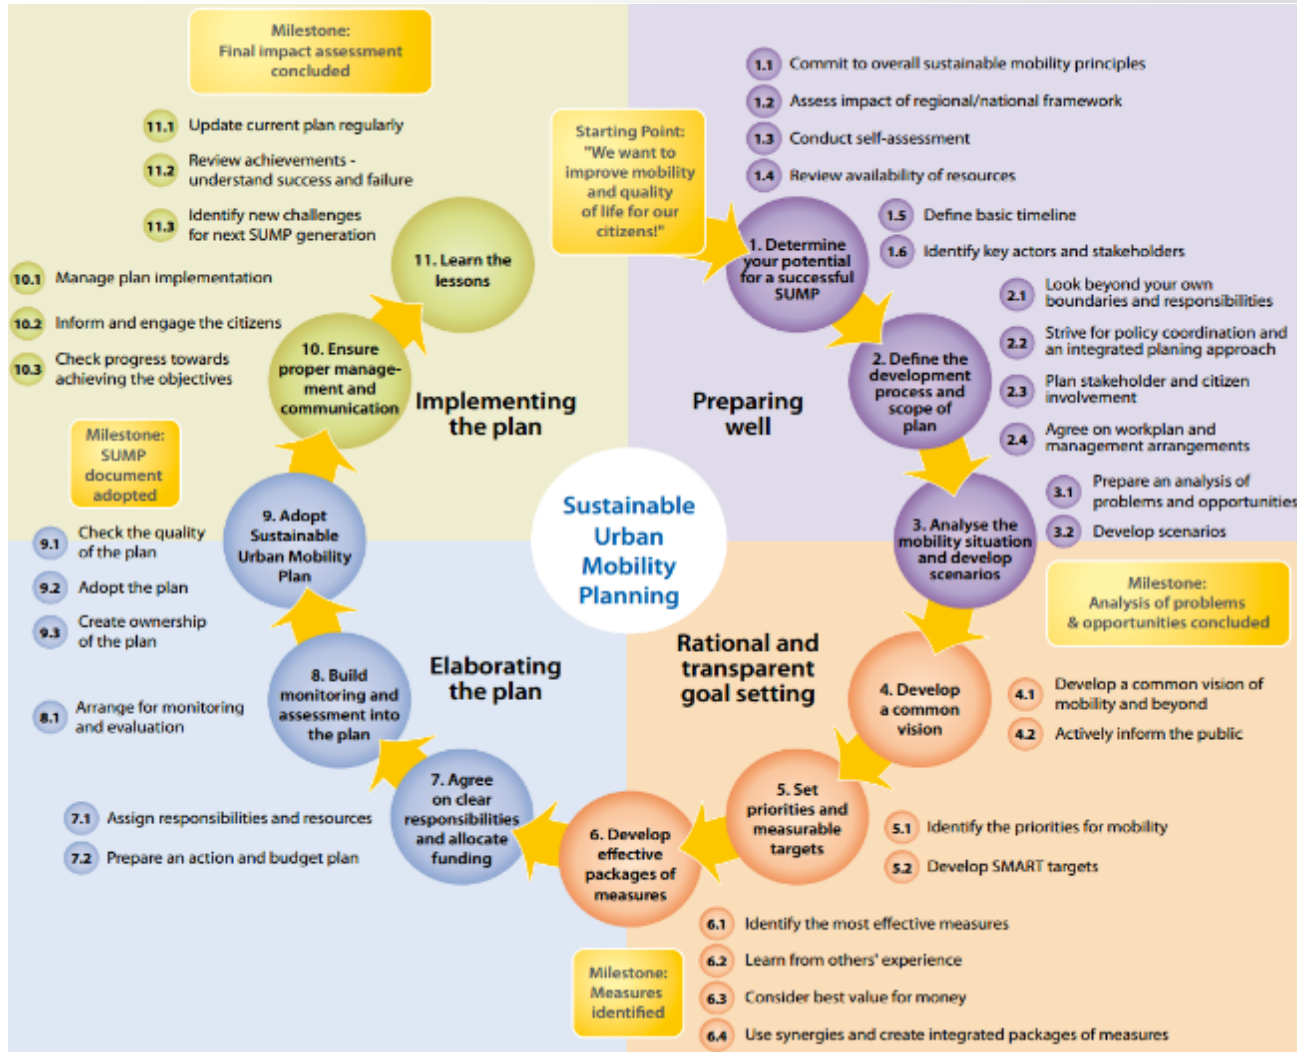 Milestone:
Final impact assessment
concluded
11.1 Update current plan regularly
11.2 Review achievements -
understand success and failure
11.3 Identify new challenges
for next SUMP generation
11. Learn the
lessons
10.1 Manage plan implementation
10.2 Inform and engage the citizens
10.3 Check progress towards
achieving the objectives
10. Ensure
proper manage-
ment and
communication
Implementing
the plan
Starting Point:
"We want to
improve mobility
and quality
of life for our
citizens!"
1.1 Commit to overall sustainable mobility principles
1.2 Assess impact of regional/national framework
1.3 Conduct self-assessment
1.4 Review availability of resources
1.5 Define basic timeline
1.6 Identify key actors and stakeholders
1. Determine
your potential
for a successful
SUMP
2.1 Look beyond your own
boundaries and responsibilities
2.2 Strive for policy coordination and
an integrated planing approach
2.3 Plan stakeholder and citizen
involvement
2.4 Agree on workplan and
management arrangements
2. Define the
development
process and
scope of
plan
Preparing
well
3.1 Prepare an analysis of
problems and opportunities
3.2 Develop scenarios
3. Analyse the
mobility situation
and develop
scenarios
Milestone:
Analysis of problems
& opportunities concluded
Sustainable
Urban
Mobility
Planning
Rational and
transparent
goal setting
4. Develop
a common
vision
4.1 Develop a common vision of
mobility and beyond
4.2 Actively inform the public
5. Set
priorities and
measurable
targets
5.1 Identify the priorities for mobility
5.2 Develop SMART targets
6. Develop
effective
packages of
measures
6.1 Identify the most effective measures
6.2 Learn from others' experience
6.3 Consider best value for money
6.4 Use synergies and create integrated packages of measures
Milestone:
Measures
identified
7. Agree
on clear
responsibilities
and allocate
funding
7.1 Assign responsibilities and resources
7.2 Prepare an action and budget plan
Elaborating
the plan
8. Build
monitoring and
assessment into
the plan
8.1 Arrange for monitoring
and evaluation
9. Adopt
Sustainable
Urban Mobility
Plan
9.1 Check the quality
of the plan
9.2 Adopt the plan
9.3 Create ownership
of the plan
Milestone:
SUMP
document
adopted